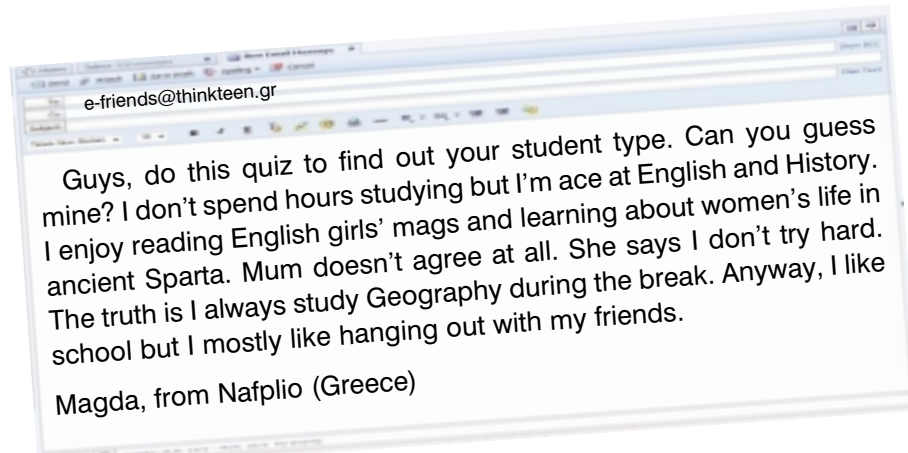 e-friends@thinkteen.gr
Guys, do this quiz to find out your student type. Can you guess
mine? I don't spend hours studying but I'm ace at English and History.
I enjoy reading English girls' mags and learning about women's life in
ancient Sparta. Mum doesn't agree at all. She says I don't try hard.
The truth is I always study Geography during the break. Anyway, I like
school but I mostly like hanging out with my friends.
Magda, from Nafplio (Greece)